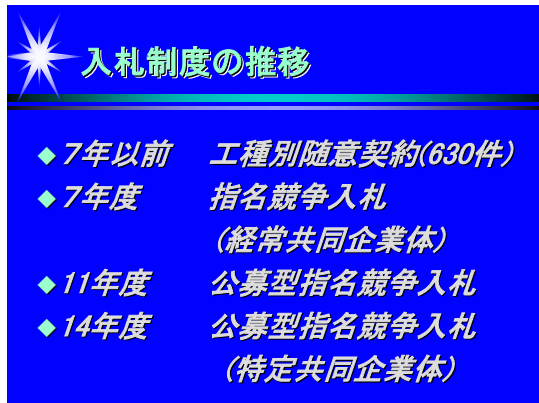 入札制度の推移
◆7年以前 工種別随意契約(630件)
◆7年度 指名競争入札
(経常共同企業体)
◆11年度 公募型指名競争入札
◆14年度 公募型指名競争入札
(特定共同企業体)